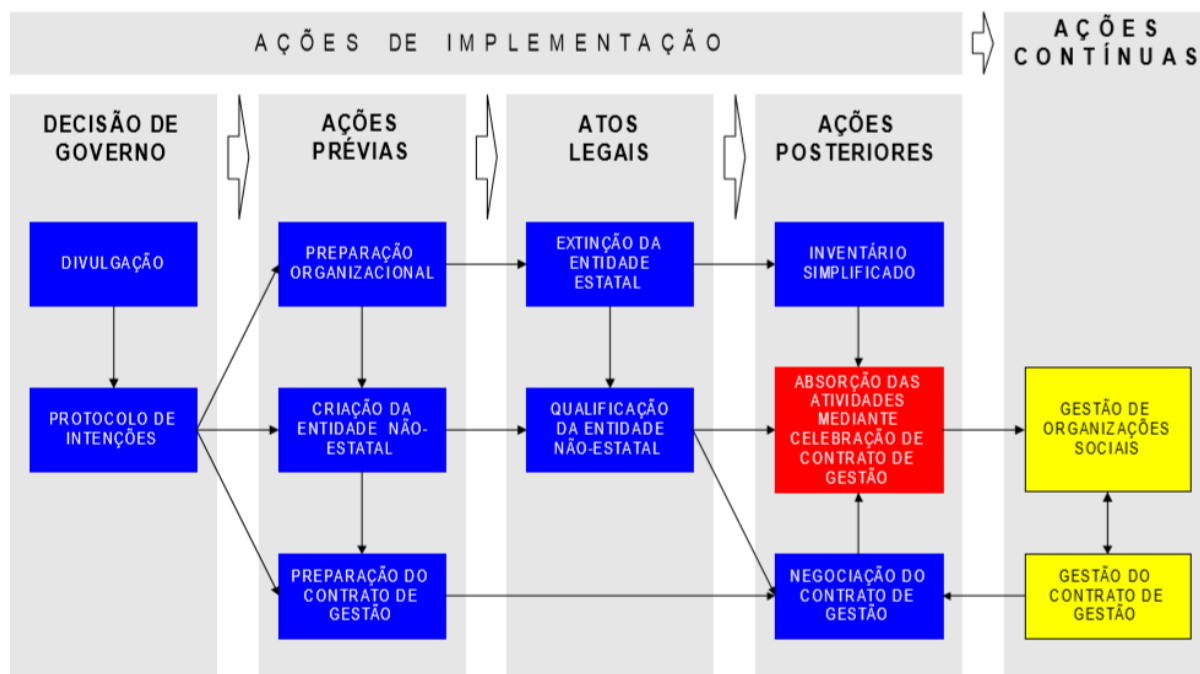 AÇÕES DE IMPLEMENTAÇÃO
AÇÕES
CONTÍNUAS
DECISÃO DE
GOVERNO
AÇÕES
PRÉVIAS
ATOS
LEGAIS
AÇÕES
POSTERIORES
DIVULGAÇÃO
PREPARAÇÃO
ORGANIZACIONAL
EXTINÇÃO DA
ENTIDADE
ESTATAL
INVENTÁRIO
SIMPLIFICADO
PROTOCOLO DE
INTENÇÕES
CRIAÇÃO DA
ENTIDADE NÃO-
ESTATAL
QUALIFICAÇÃO
DA ENTIDADE
NÃO-ESTATAL
ABSORÇÃO DAS
ATIVIDADES
MEDIANTE
CELEBRAÇÃO DE
CONTRATO DE
GESTÃO
GESTÃO DE
ORGANIZAÇÕES
SOCIAIS
PREPARAÇÃO DO
CONTRATO DE
GESTÃO
NEGOCIAÇÃO DO
CONTRATO DE
GESTÃO
GESTÃO DO
CONTRATO DE
GESTÃO